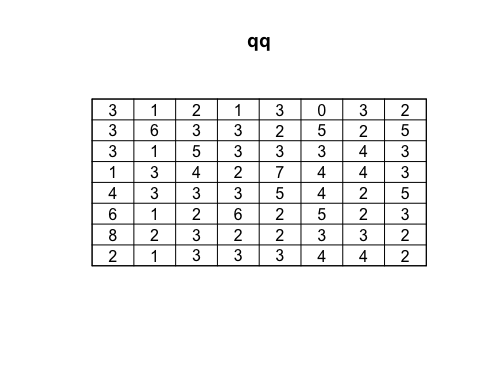 qq
3 1 2 1 3 0 3 2
3 6 3 3 2 5 2 5
3 1 5 3 3 3 4 3
1 3 4 2 7 4 4 3
4 3 3 3 5 4 2 5
6 1 2 6 2 5 2 3
8 2 3 2 2 3 3 2
2 1 3 3 3 4 4 2